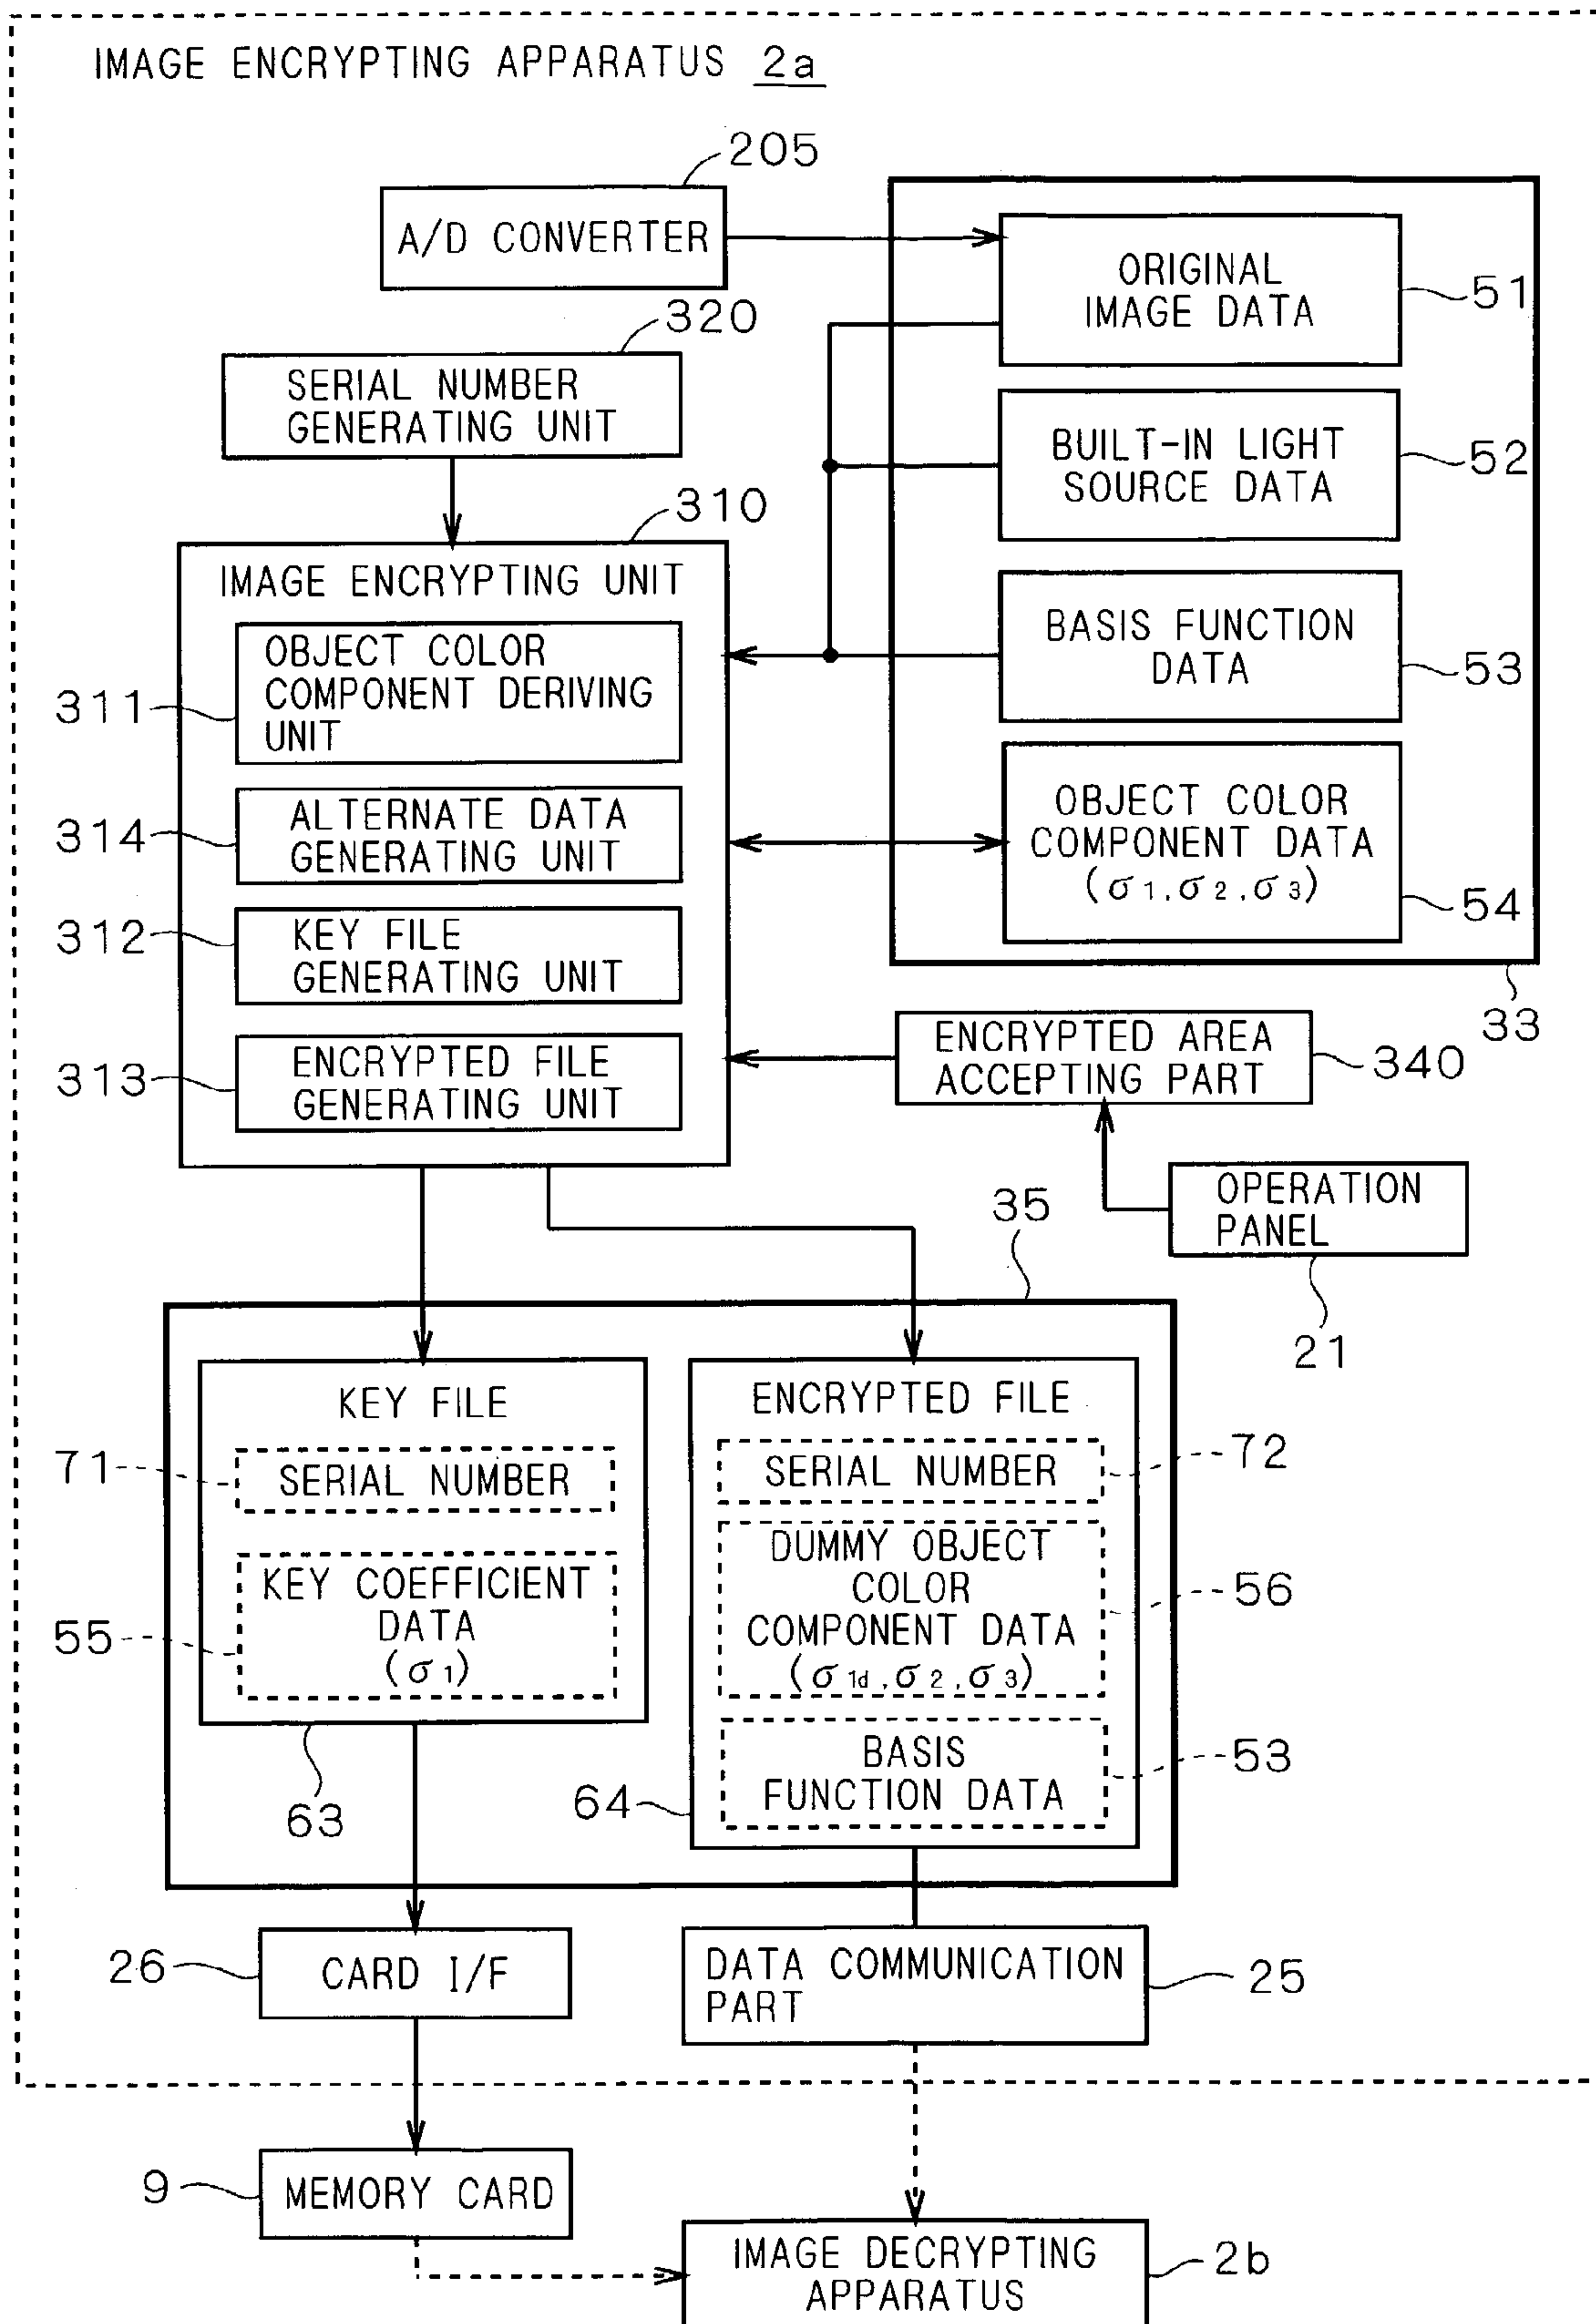 IMAGE ENCRYPTING APPARATUS 2a
205
A/D CONVERTER
ORIGINAL
IMAGE DATA
51
320
SERIAL NUMBER
GENERATING UNIT
BUILT-IN LIGHT
SOURCE DATA
52
310
IMAGE ENCRYPTING UNIT
OBJECT COLOR
COMPONENT DERIVING
UNIT
311
BASIS FUNCTION
DATA
53
ALTERNATE DATA
GENERATING UNIT
314
OBJECT COLOR
COMPONENT DATA
(σ1,σ2,σ3)
54
312
KEY FILE
GENERATING UNIT
33
313
ENCRYPTED FILE
GENERATING UNIT
ENCRYPTED AREA
ACCEPTING PART
340
OPERATION
PANEL
21
35
KEY FILE
71
SERIAL NUMBER
55
KEY COEFFICIENT
DATA
(σ1)
63
ENCRYPTED FILE
SERIAL NUMBER
72
DUMMY OBJECT
COLOR
COMPONENT DATA
(σ1d,σ2,σ3)
56
BASIS
FUNCTION DATA
53
64
26
CARD I/F
DATA COMMUNICATION
PART
25
9
MEMORY CARD
IMAGE DECRYPTING
APPARATUS
2b